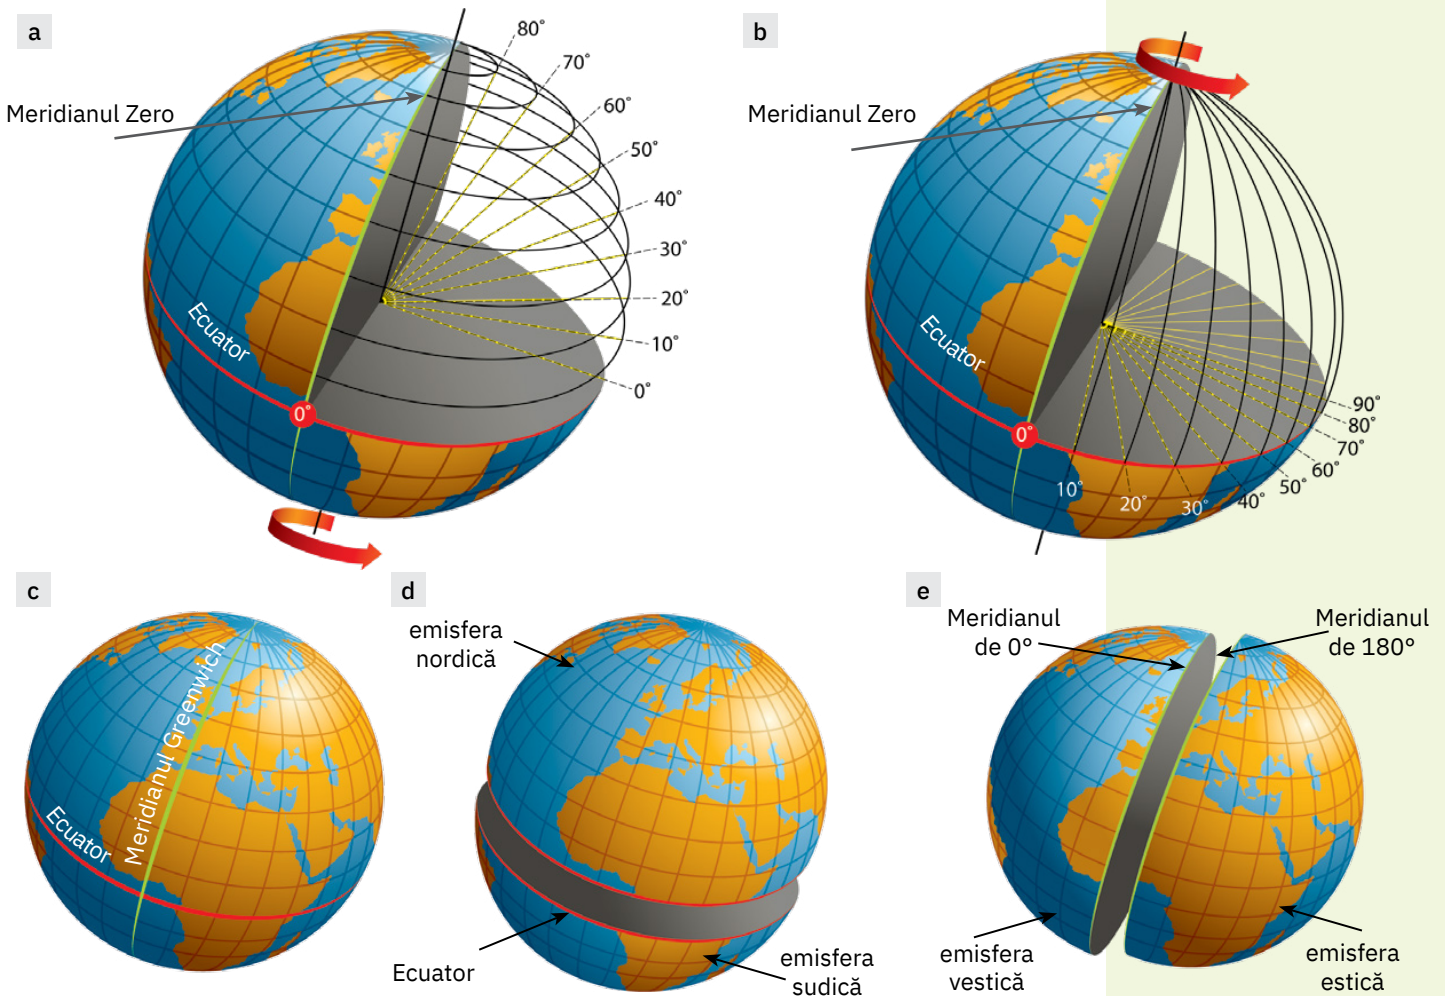 a
80°
70°
60°
50°
40°
30°
20°
10°
0°
Meridianul Zero
Ecuator
0°
b
Meridianul Zero
Ecuator
0°
10°
20°
30°
40°
50°
60°
70°
80°
90°
c
Meridianul Greenwich
Ecuator
d
emisfera
nordică
Ecuator
emisfera
sudică
e
Meridianul
de 0°
Meridianul
de 180°
emisfera
vestică
emisfera
estică